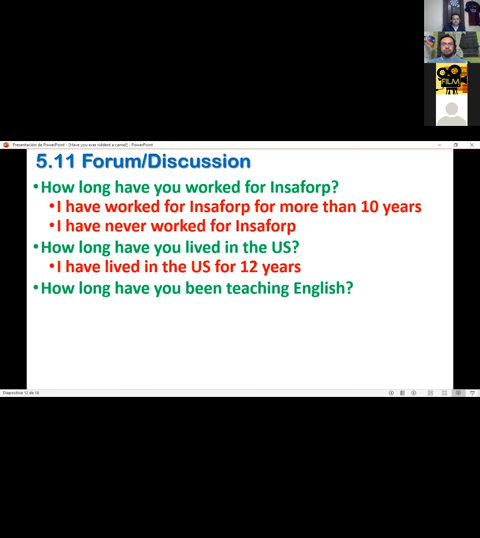 FILM
Presentación de PowerPoint - [Have you ever riddent a camel] - PowerPoint
5.11 Forum/Discussion
•How long have you worked for Insaforp?
•I have worked for Insaforp for more than 10 years
•I have never worked for Insaforp
•How long have you lived in the US?
•I have lived in the US for 12 years
•How long have you been teaching English?
Diapositiva 12 de 16